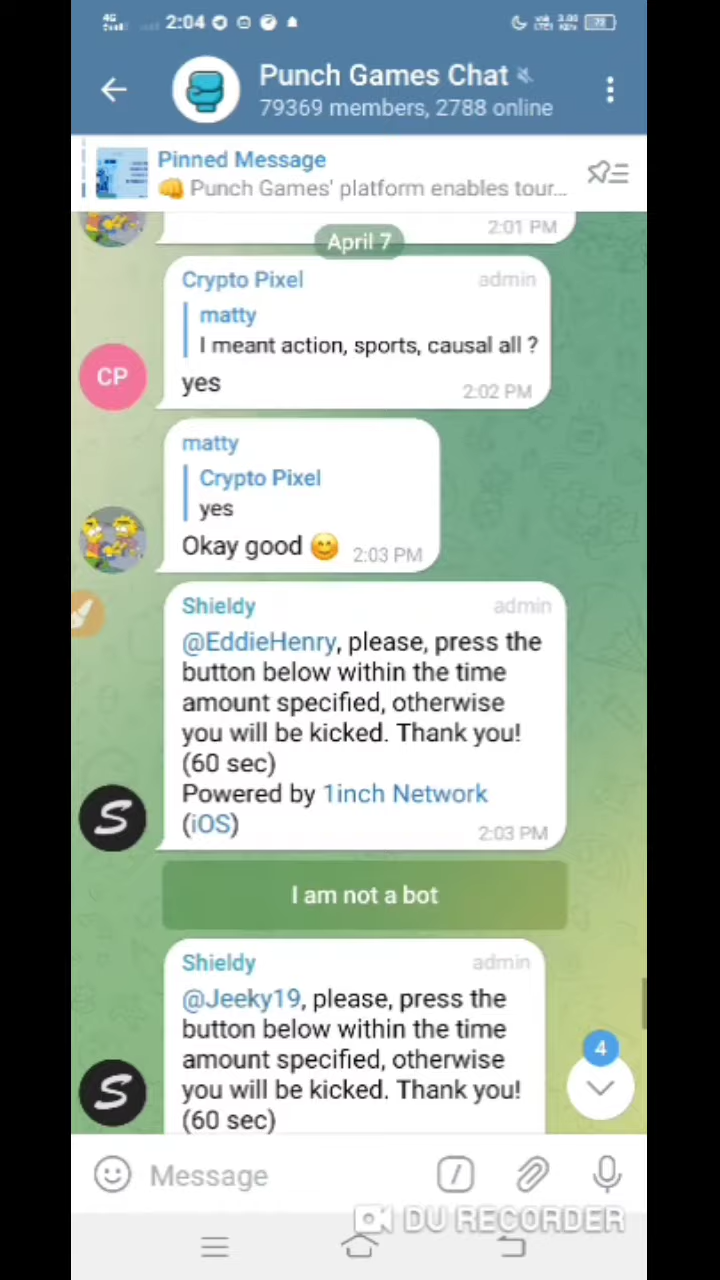 4G 2:04
Punch Games Chat
79369 members, 2788 online
Pinned Message
👊 Punch Games' platform enables tour...
2:01 PM
April 7
Crypto Pixel admin
matty
I meant action, sports, causal all ?
CP
yes 2:02 PM
matty
Crypto Pixel
yes
Okay good 😊 2:03 PM
Shieldy admin
@EddieHenry, please, press the
button below within the time
amount specified, otherwise
you will be kicked. Thank you!
(60 sec)
Powered by 1inch Network
S
(iOS) 2:03 PM
I am not a bot
Shieldy admin
@Jeeky19, please, press the
button below within the time
amount specified, otherwise
you will be kicked. Thank you!
S
(60 sec)
4
Message
DU RECORDER